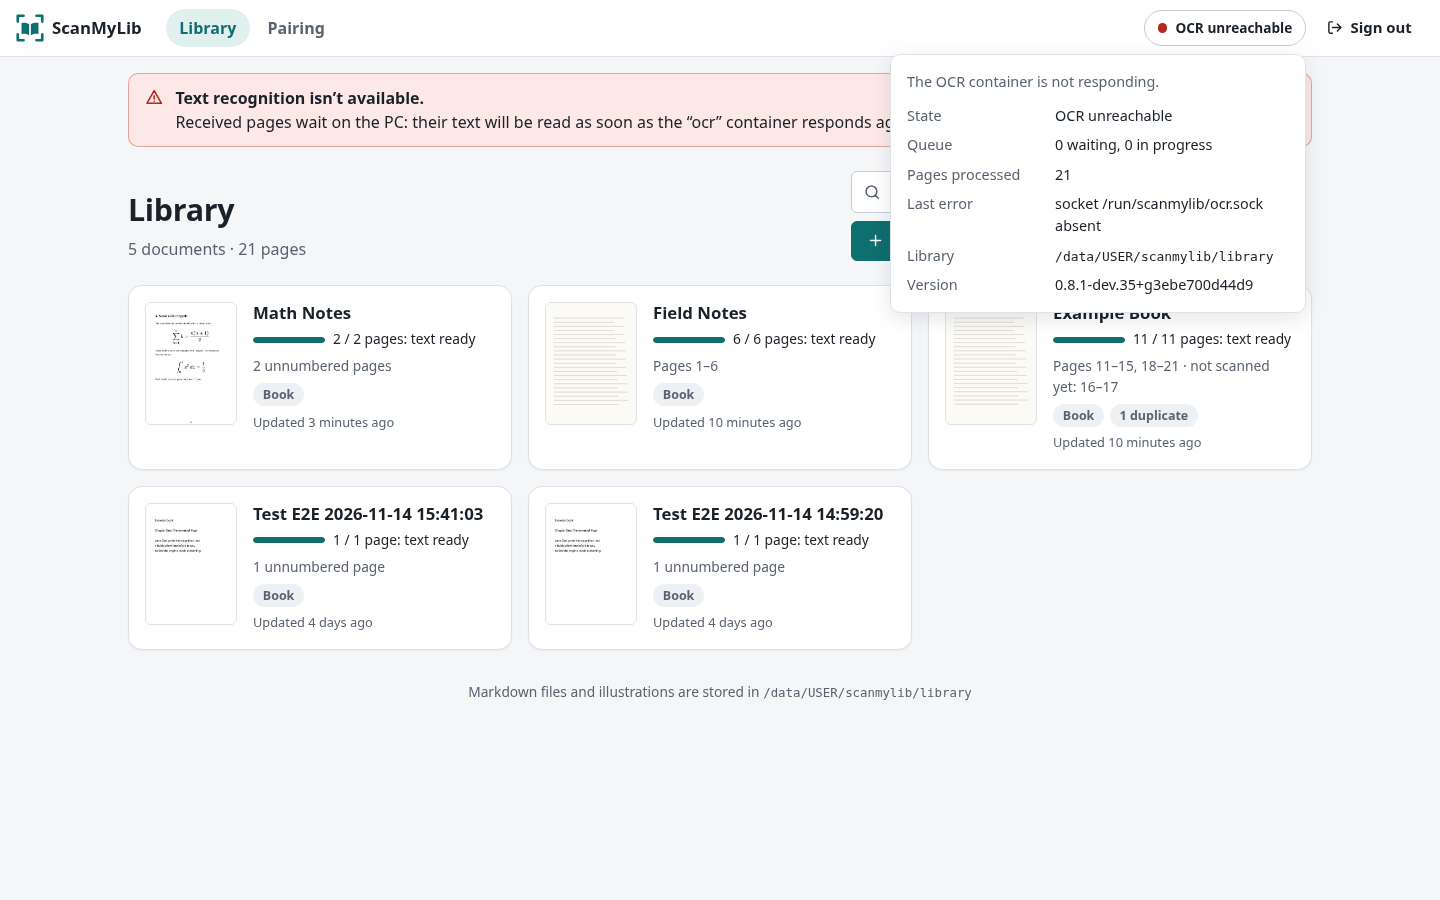 ScanMyLib
Library
Pairing
OCR unreachable
Sign out
Text recognition isn’t available.
Received pages wait on the PC: their text will be read as soon as the “ocr” container responds
The OCR container is not responding.
State OCR unreachable
Queue 0 waiting, 0 in progress
Pages processed 21
Last error socket /run/scanmylib/ocr.sock
absent
Library /data/USER/scanmylib/library
Version 0.8.1-dev.35+g3ebe700d44d9
Library
5 documents · 21 pages
Math Notes
2 / 2 pages: text ready
2 unnumbered pages
Book
Updated 3 minutes ago
Field Notes
6 / 6 pages: text ready
Pages 1–6
Book
Updated 10 minutes ago
Example Book
11 / 11 pages: text ready
Pages 11–15, 18–21 · not scanned
yet: 16–17
Book 1 duplicate
Updated 10 minutes ago
Test E2E 2026-11-14 15:41:03
1 / 1 page: text ready
1 unnumbered page
Book
Updated 4 days ago
Test E2E 2026-11-14 14:59:20
1 / 1 page: text ready
1 unnumbered page
Book
Updated 4 days ago
Markdown files and illustrations are stored in /data/USER/scanmylib/library